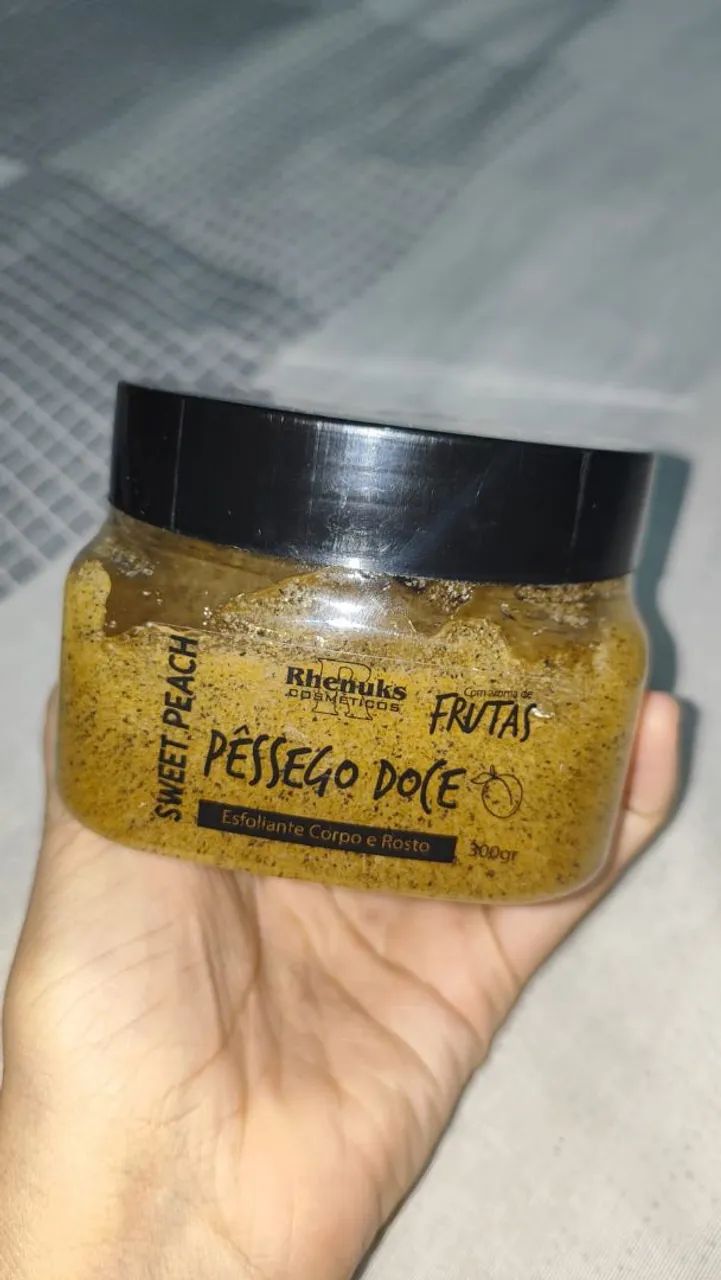 SWEET PEACH
Rhenuks
COSMÉTICOS
Com aroma de
FRUTAS
PÊSSEGO DOCE
Esfoliante Corpo e Rosto
300gr